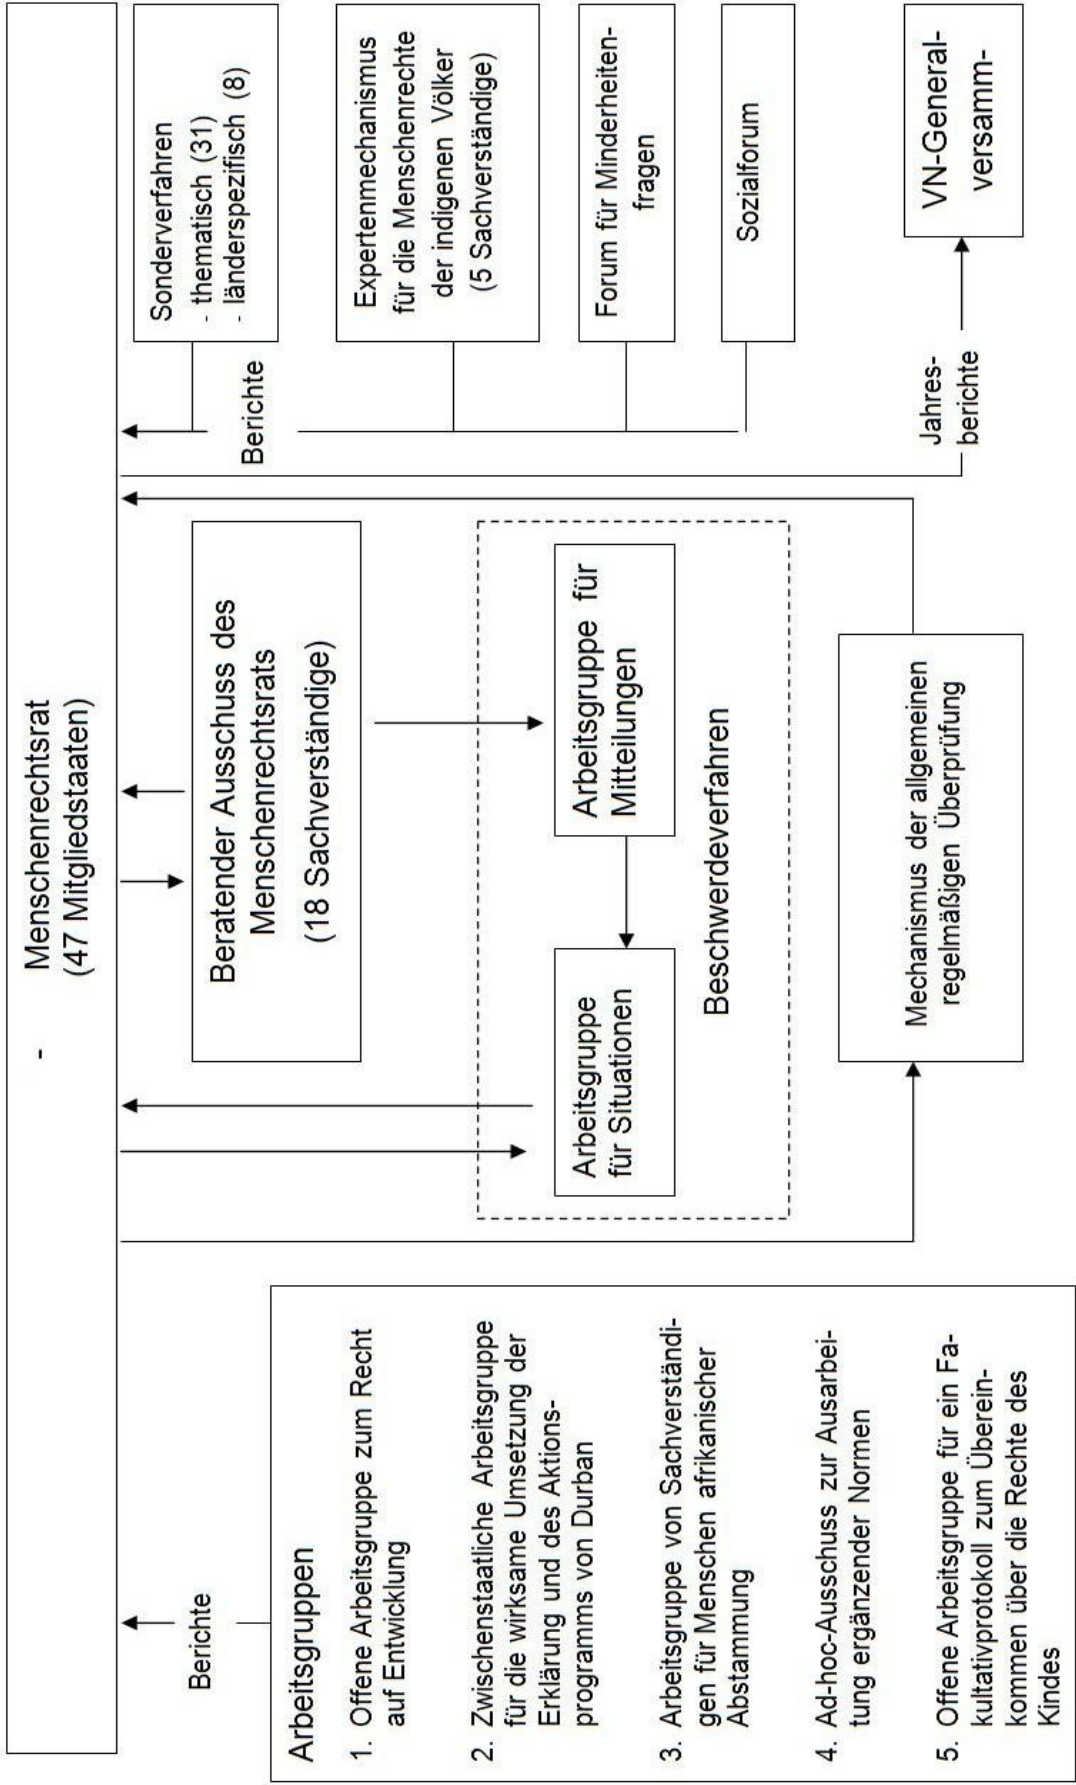 -
Menschenrechtsrat
(47 Mitgliedstaaten)
Berichte
Arbeitsgruppen
1. Offene Arbeitsgruppe zum Recht
auf Entwicklung
2. Zwischenstaatliche Arbeitsgruppe
für die wirksame Umsetzung der
Erklärung und des Aktions-
programms von Durban
3. Arbeitsgruppe von Sachverständi-
gen für Menschen afrikanischer
Abstammung
4. Ad-hoc-Ausschuss zur Ausarbei-
tung ergänzender Normen
5. Offene Arbeitsgruppe für ein Fa-
kultativprotokoll zum Überein-
kommen über die Rechte des
Kindes
Beratender Ausschuss des
Menschenrechtsrats
(18 Sachverständige)
Arbeitsgruppe
für Situationen
Arbeitsgruppe für
Mitteilungen
Beschwerdeverfahren
Mechanismus der allgemeinen
regelmäßigen Überprüfung
Berichte
Sonderverfahren
- thematisch (31)
- länderspezifisch (8)
Expertenmechanismus
für die Menschenrechte
der indigenen Völker
(5 Sachverständige)
Forum für Minderheiten-
fragen
Sozialforum
Jahres-
berichte
VN-General-
versamm-